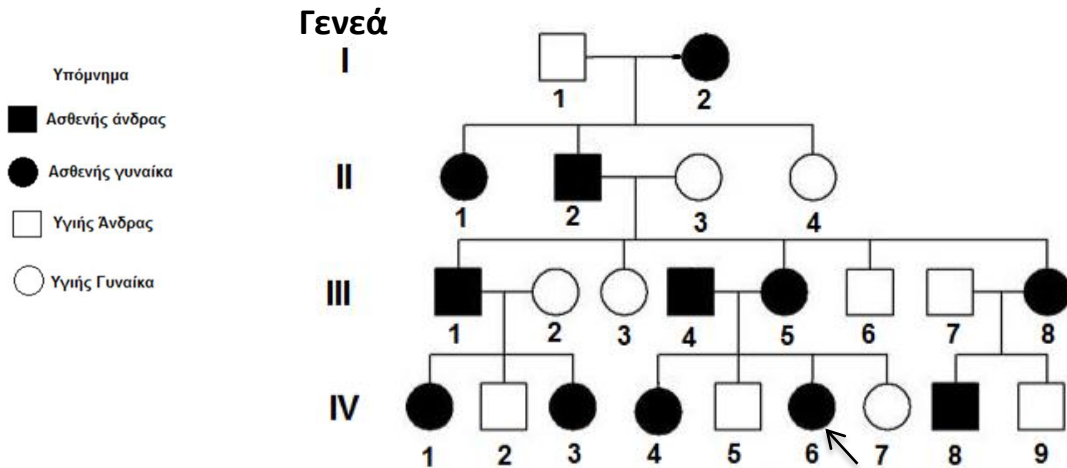 Γενεά
Υπόμνημα
Ασθενής άνδρας
Ασθενής γυναίκα
Υγιής Άνδρας
Υγιής Γυναίκα
I
1 2
II
1 2 3 4
III
1 2 3 4 5 6 7 8
IV
1 2 3 4 5 6 7 8 9